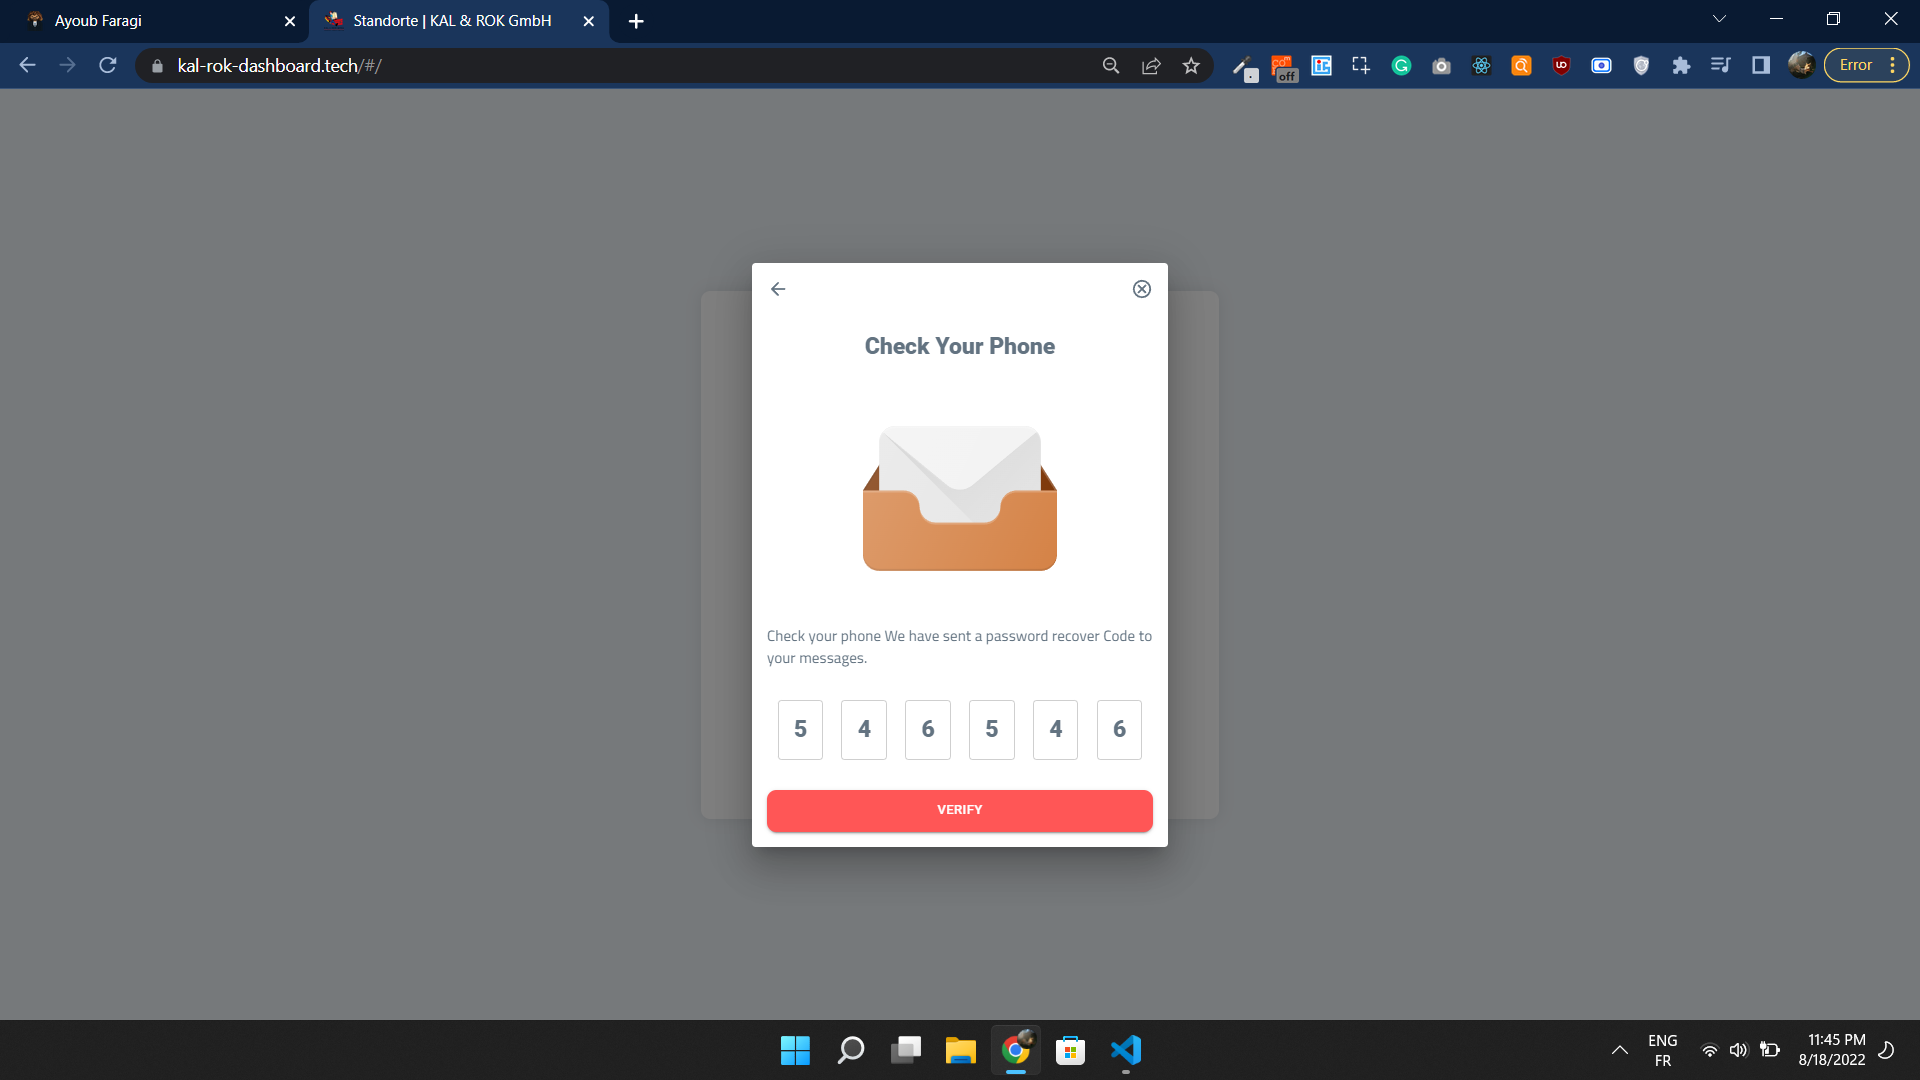 Ayoub Faragi
Standorte | KAL & ROK GmbH
kal-rok-dashboard.tech/#/
off
Error
Check Your Phone
Check your phone We have sent a password recover Code to
your messages.
5 4 6 5 4 6
VERIFY
ENG
FR
11:45 PM
8/18/2022